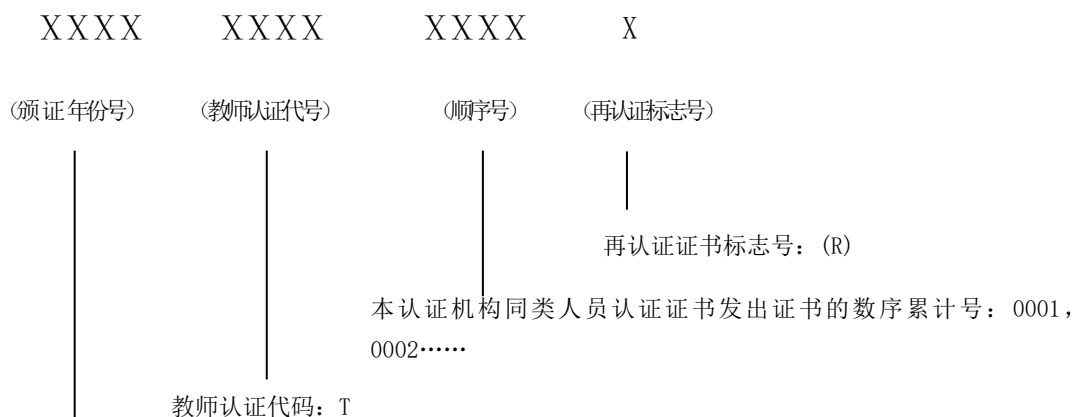 XXXX XXXX XXXX X
(颁证年份号) (教师认证代号) (顺序号) (再认证标志号)
再认证证书标志号：(R)
本认证机构同类人员认证证书发出证书的数序累计号：0001，
0002……
教师认证代码：T